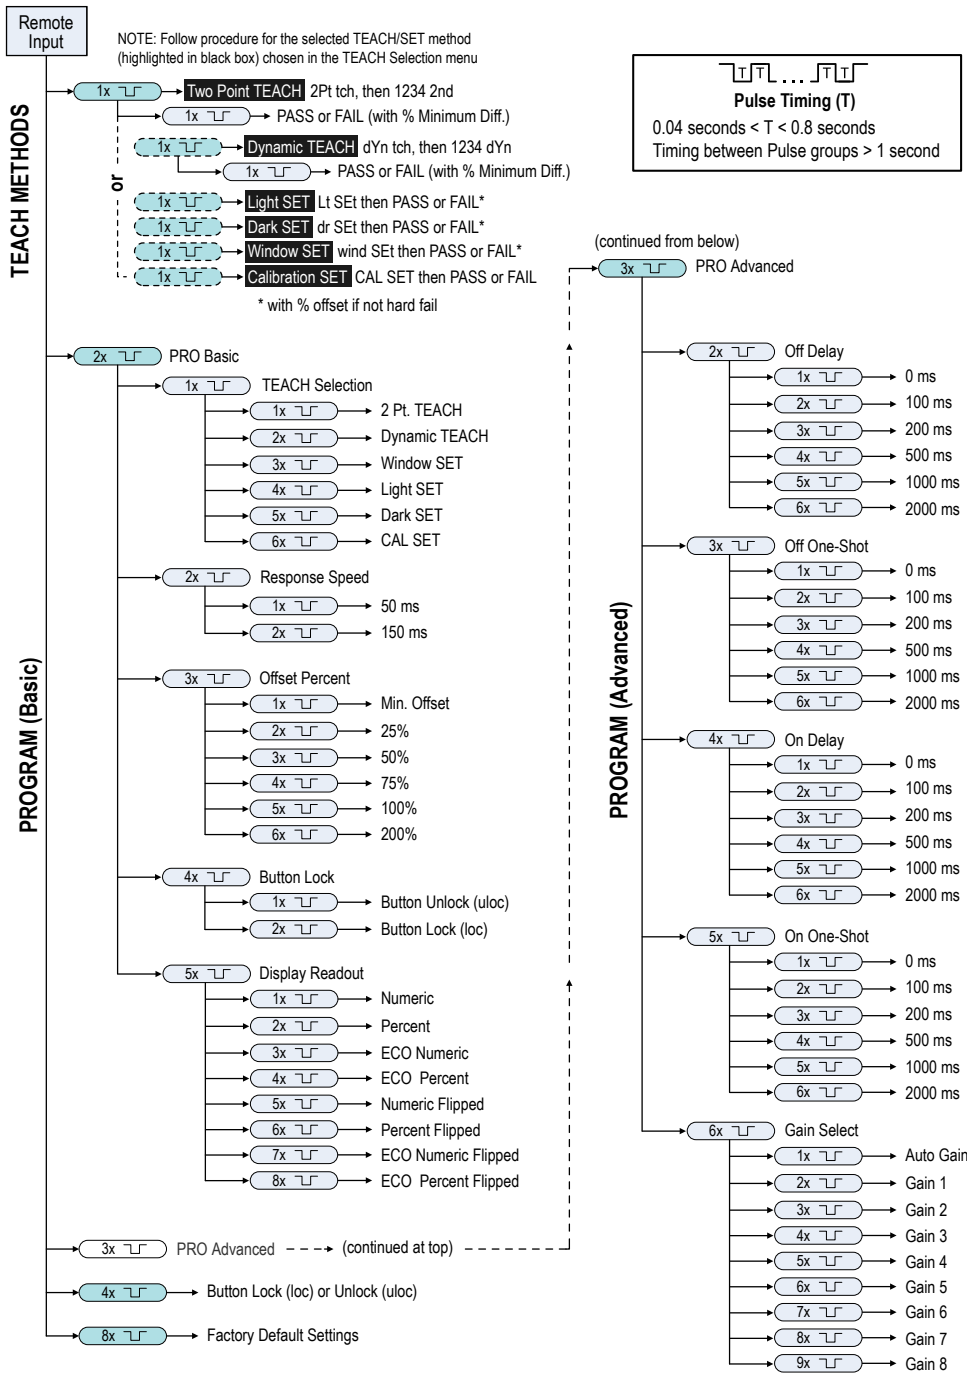 Remote
Input
NOTE: Follow procedure for the selected TEACH/SET method
(highlighted in black box) chosen in the TEACH Selection menu
TEACH METHODS
1x Two Point TEACH 2Pt tch, then 1234 2nd
1x PASS or FAIL (with % Minimum Diff.)
or
1x Dynamic TEACH dYn tch, then 1234 dYn
1x PASS or FAIL (with % Minimum Diff.)
1x Light SET Lt SEt then PASS or FAIL*
1x Dark SET dr SEt then PASS or FAIL*
1x Window SET wind SEt then PASS or FAIL*
1x Calibration SET CAL SET then PASS or FAIL
* with % offset if not hard fail
T T ... T T
Pulse Timing (T)
0.04 seconds < T < 0.8 seconds
Timing between Pulse groups > 1 second
PROGRAM (Basic)
2x PRO Basic
1x TEACH Selection
1x 2 Pt. TEACH
2x Dynamic TEACH
3x Window SET
4x Light SET
5x Dark SET
6x CAL SET
2x Response Speed
1x 50 ms
2x 150 ms
3x Offset Percent
1x Min. Offset
2x 25%
3x 50%
4x 75%
5x 100%
6x 200%
4x Button Lock
1x Button Unlock (uloc)
2x Button Lock (loc)
5x Display Readout
1x Numeric
2x Percent
3x ECO Numeric
4x ECO Percent
5x Numeric Flipped
6x Percent Flipped
7x ECO Numeric Flipped
8x ECO Percent Flipped
3x PRO Advanced (continued at top)
4x Button Lock (loc) or Unlock (uloc)
8x Factory Default Settings
(continued from below)
3x PRO Advanced
PROGRAM (Advanced)
2x Off Delay
1x 0 ms
2x 100 ms
3x 200 ms
4x 500 ms
5x 1000 ms
6x 2000 ms
3x Off One-Shot
1x 0 ms
2x 100 ms
3x 200 ms
4x 500 ms
5x 1000 ms
6x 2000 ms
4x On Delay
1x 0 ms
2x 100 ms
3x 200 ms
4x 500 ms
5x 1000 ms
6x 2000 ms
5x On One-Shot
1x 0 ms
2x 100 ms
3x 200 ms
4x 500 ms
5x 1000 ms
6x 2000 ms
6x Gain Select
1x Auto Gain
2x Gain 1
3x Gain 2
4x Gain 3
5x Gain 4
6x Gain 5
7x Gain 6
8x Gain 7
9x Gain 8